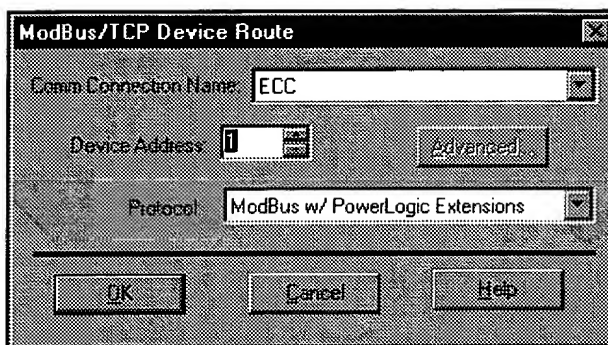 ModBus/TCP Device Route
Comm Connection Name: ECC
Device Address: 1
Advanced...
Protocol: ModBus w/ PowerLogic Extensions
OK Cancel Help